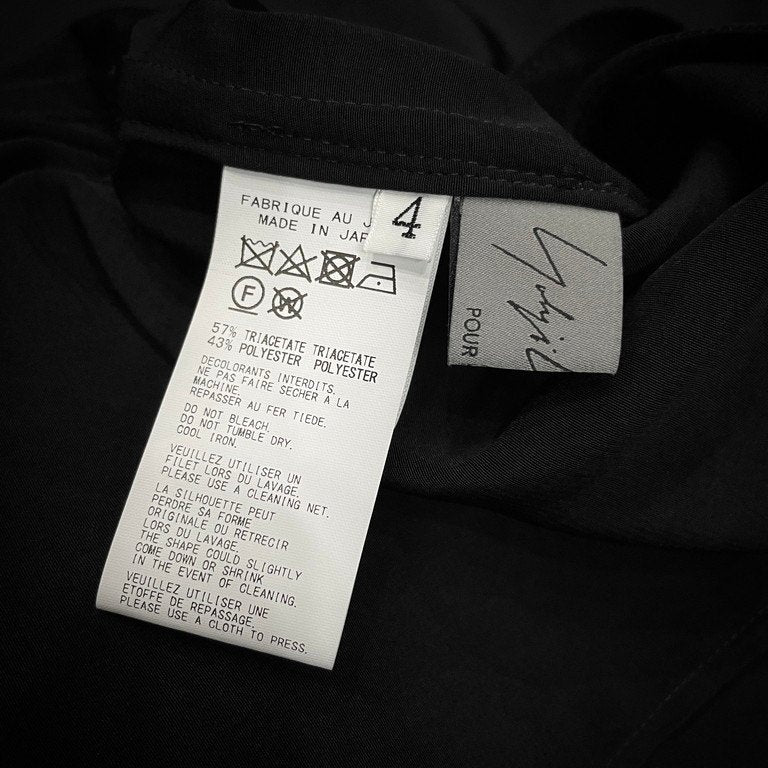 FABRIQUE AU J
MADE IN JAP
4
F
W
57% TRIACETATE TRIACETATE
43% POLYESTER POLYESTER
DECOLORANTS INTERDITS.
NE PAS FAIRE SECHER A LA
MACHINE.
REPASSER AU FER TIEDE.
DO NOT BLEACH.
DO NOT TUMBLE DRY.
COOL IRON.
VEUILLEZ UTILISER UN
FILET LORS DU LAVAGE.
PLEASE USE A CLEANING NET.
LA SILHOUETTE PEUT
PERDRE SA FORME
ORIGINALE OU RETRECIR
LORS DU LAVAGE.
THE SHAPE COULD SLIGHTLY
COME DOWN OR SHRINK
IN THE EVENT OF CLEANING.
VEUILLEZ UTILISER UNE
ETOFFE DE REPASSAGE.
PLEASE USE A CLOTH TO PRESS.
Yohji
POUR